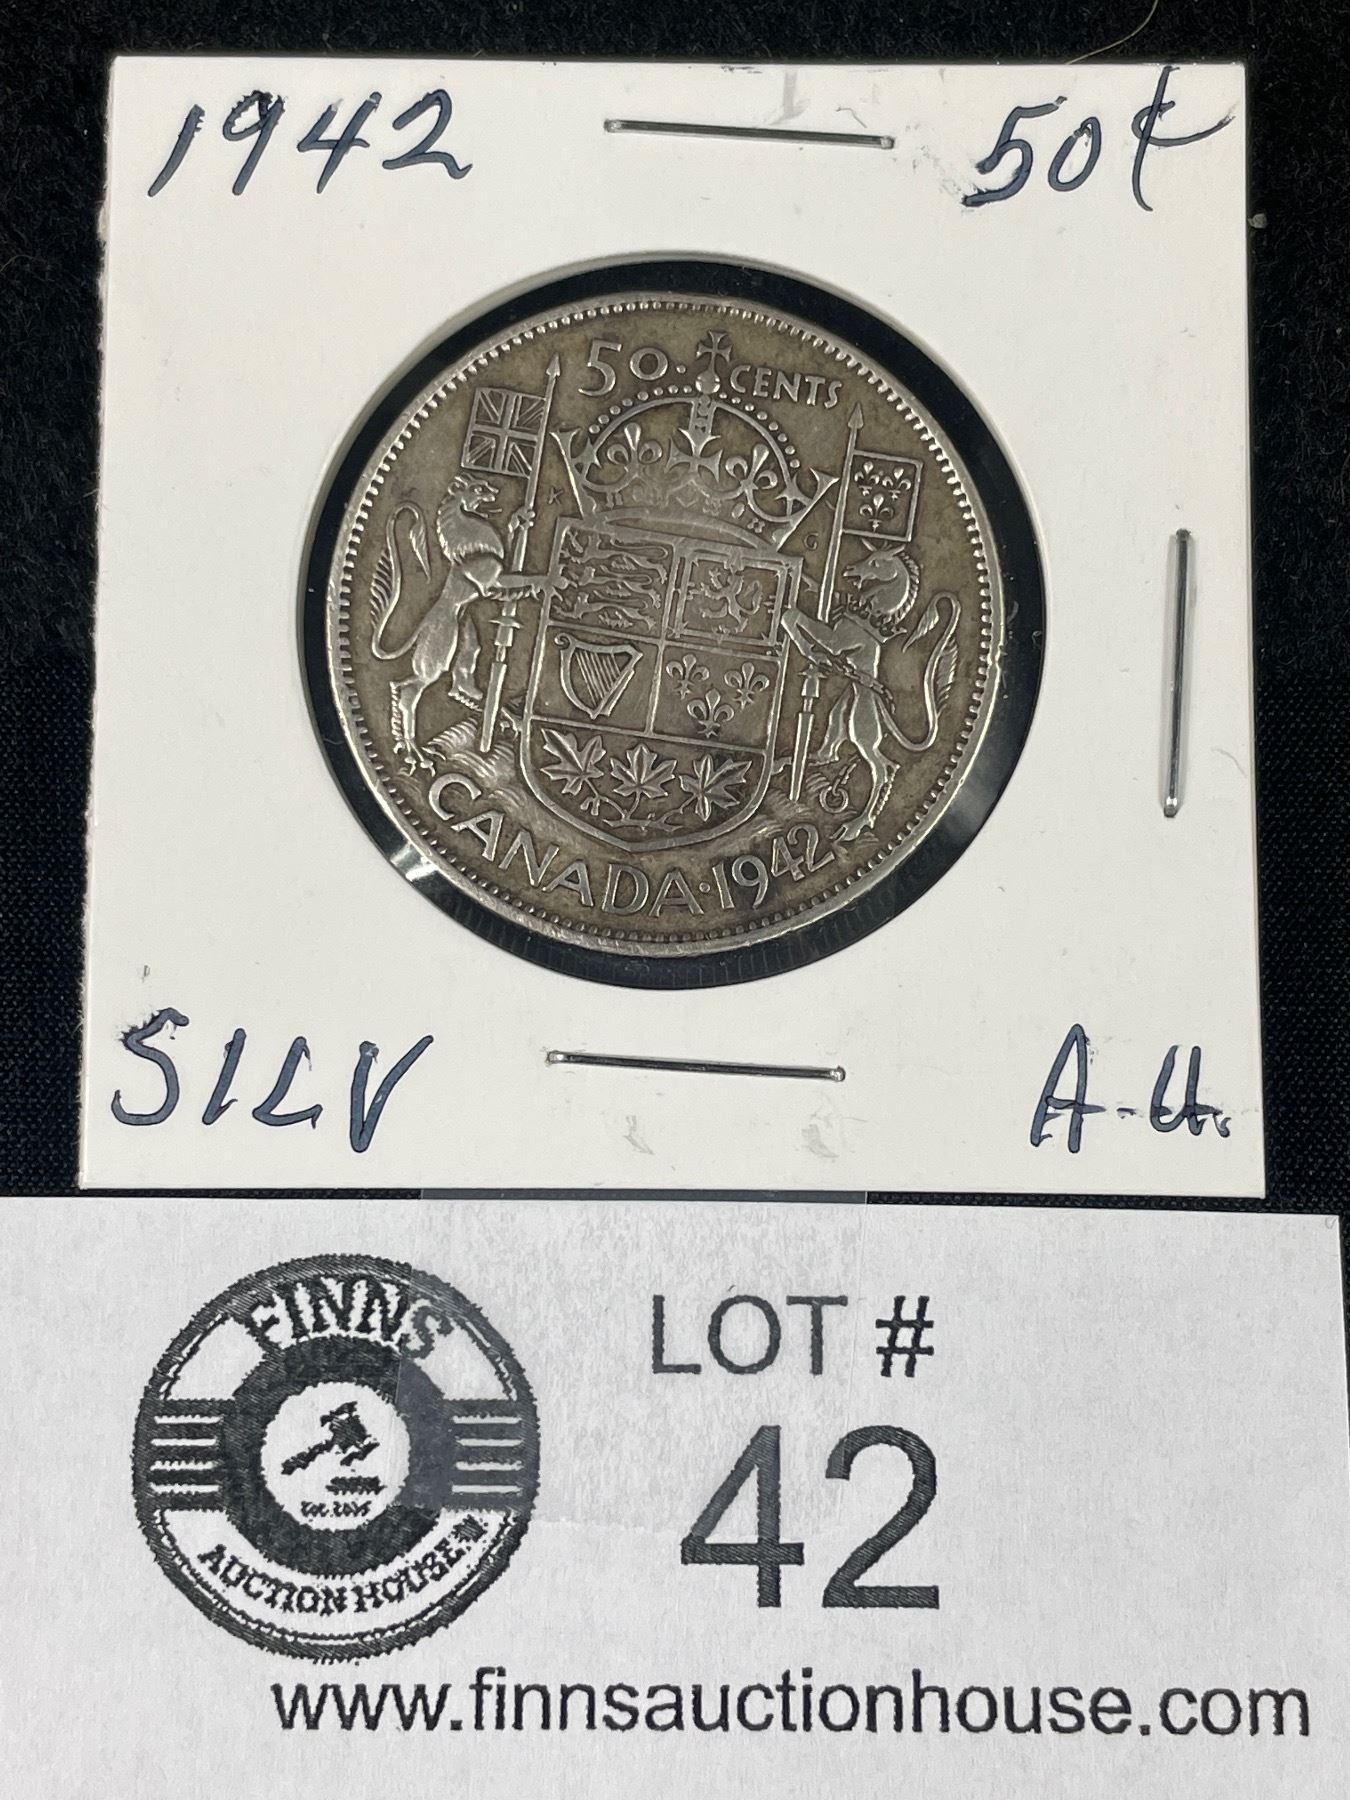 1942 50¢
50 · CENTS
K G
CANADA · 1942
SILV A-U.
FINNS
LOT #
42
AUCTION HOUSE
www.finnsauctionhouse.com